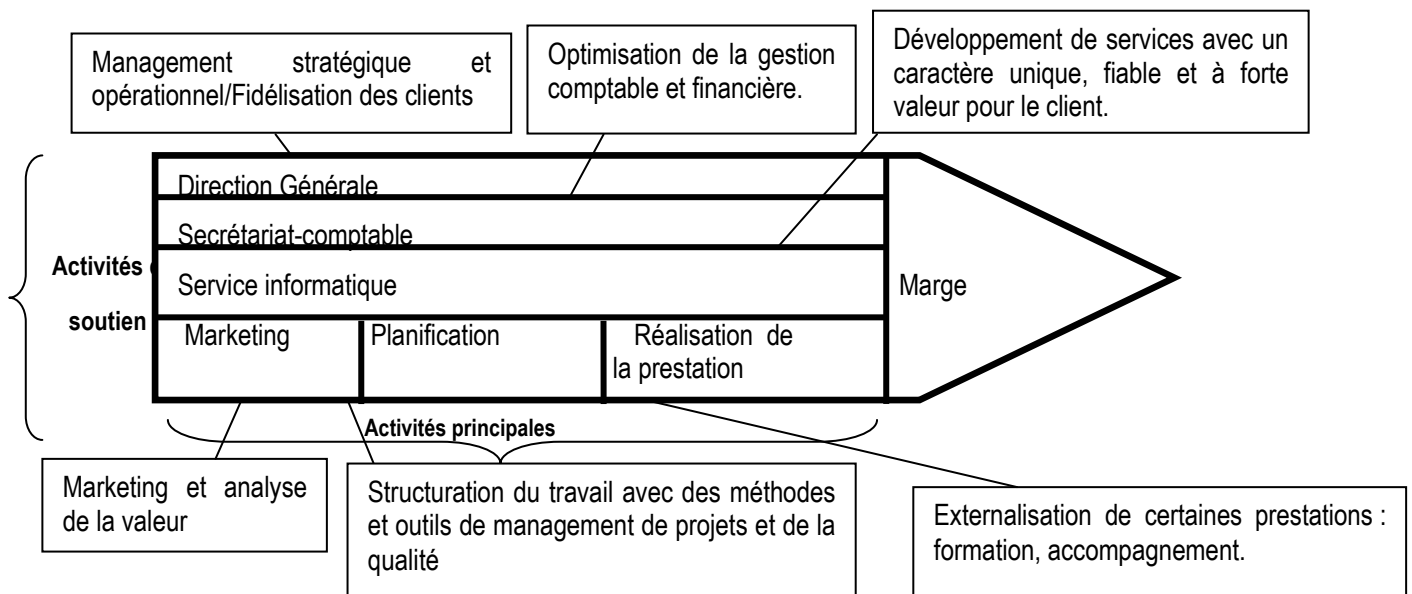 Management stratégique et
opérationnel/Fidélisation des clients
Optimisation de la gestion
comptable et financière.
Développement de services avec un
caractère unique, fiable et à forte
valeur pour le client.
Direction Générale
Secrétariat-comptable
Service informatique
Activités
soutien
Marge
Marketing
Planification
Réalisation de
la prestation
Activités principales
Marketing et analyse
de la valeur
Structuration du travail avec des méthodes
et outils de management de projets et de la
qualité
Externalisation de certaines prestations :
formation, accompagnement.